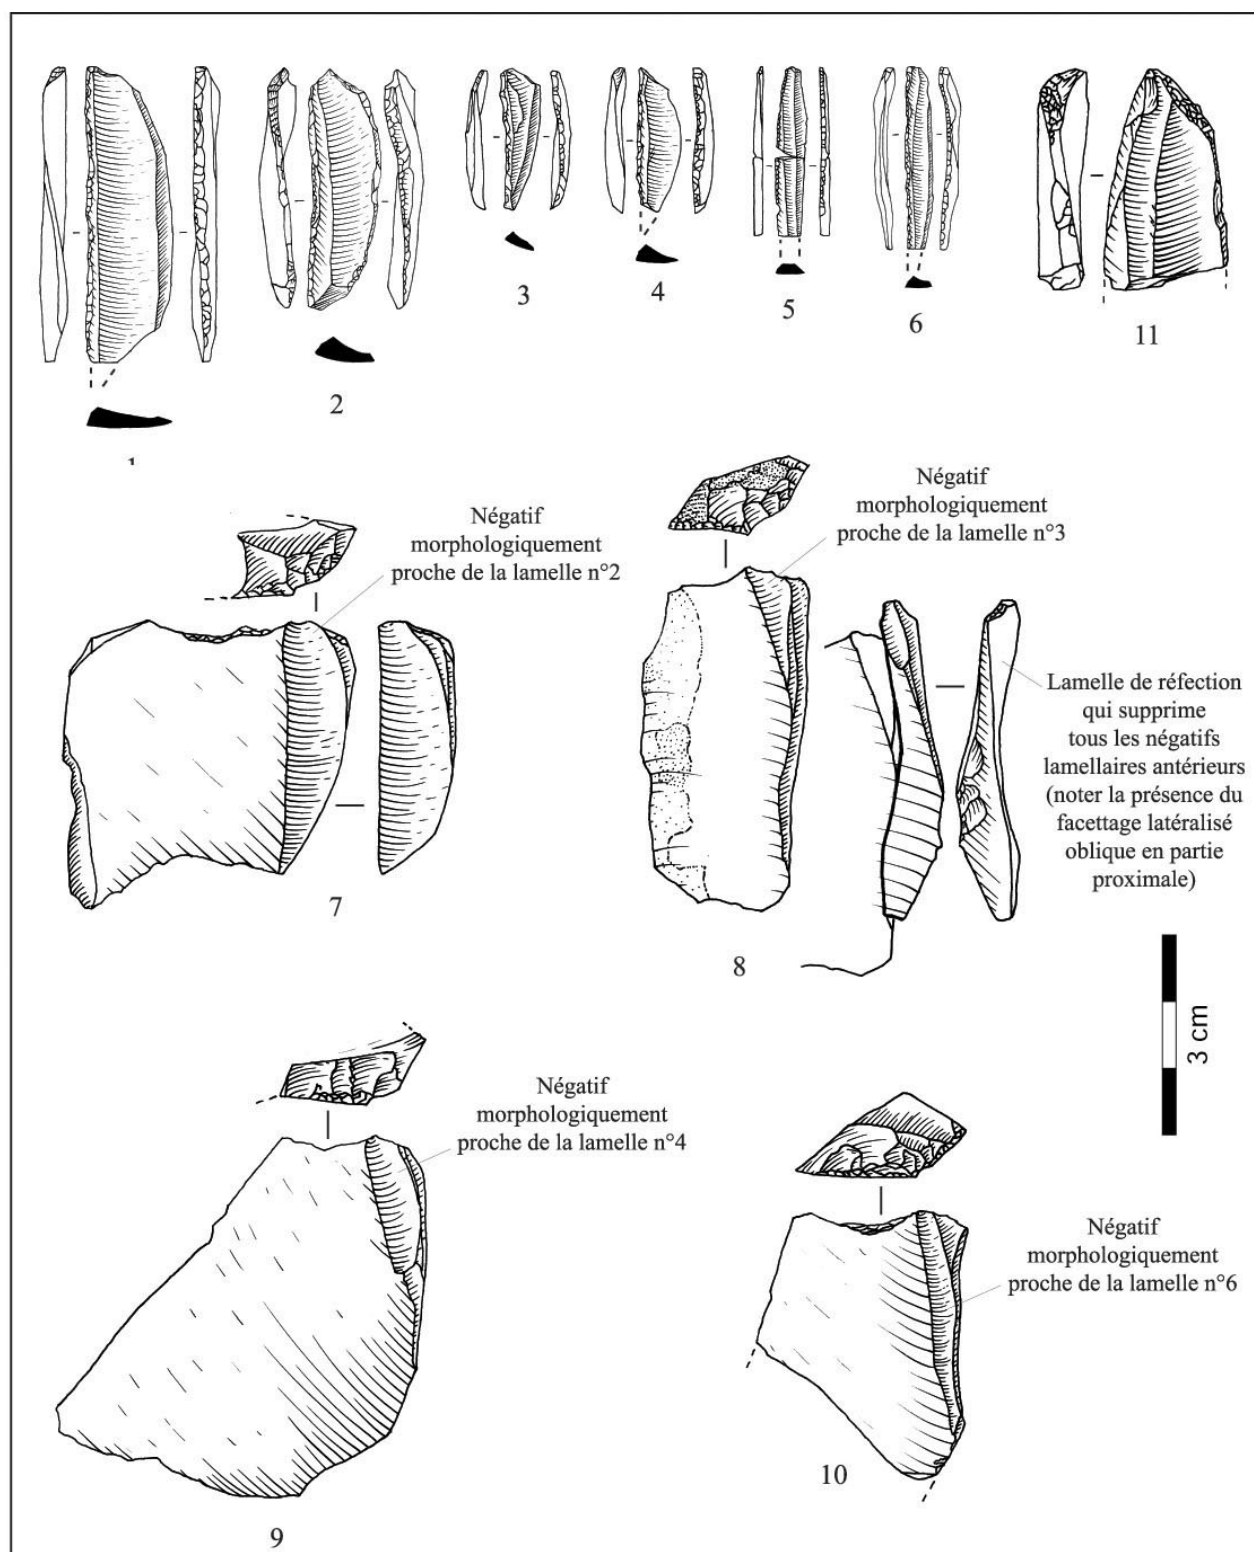 1
2
3
4
5
6
11
Négatif
morphologiquement
proche de la lamelle n°2
Négatif
morphologiquement
proche de la lamelle n°3
Lamelle de réfection
qui supprime
tous les négatifs
lamellaires antérieurs
(noter la présence du
facettage latéralisé
oblique en partie
proximale)
7
8
3 cm
Négatif
morphologiquement
proche de la lamelle n°4
Négatif
morphologiquement
proche de la lamelle n°6
9
10